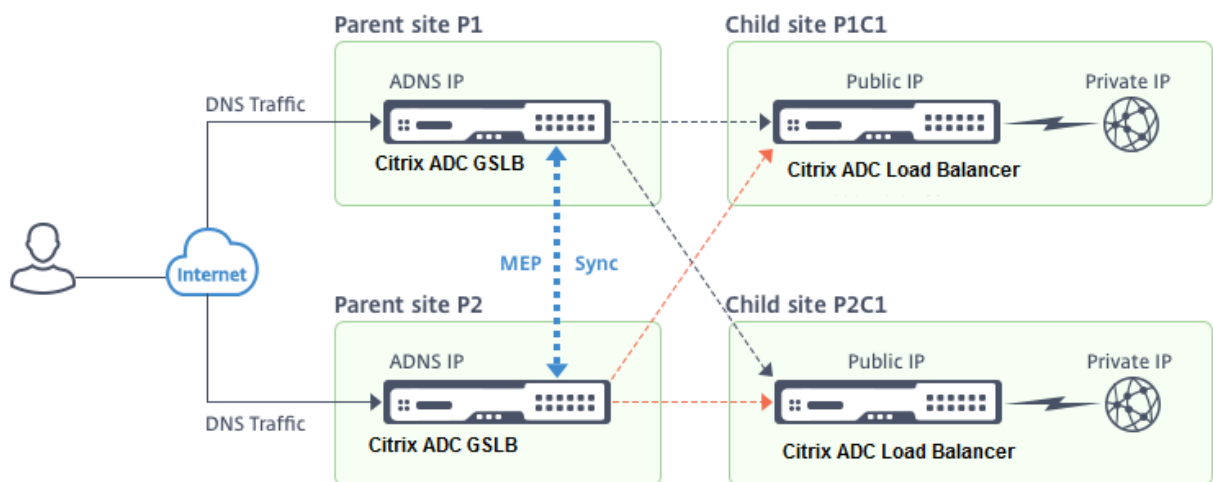 Parent site P1
Child site P1C1
ADNS IP
Public IP
Private IP
DNS Traffic
Citrix ADC GSLB
Citrix ADC Load Balancer
Internet
MEP Sync
Parent site P2
Child site P2C1
ADNS IP
Public IP
Private IP
DNS Traffic
Citrix ADC GSLB
Citrix ADC Load Balancer